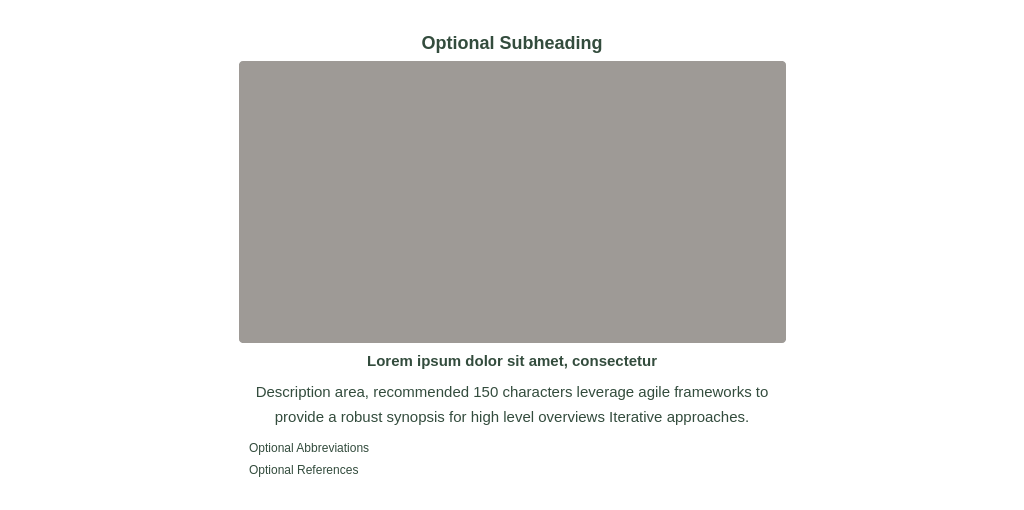 Optional Subheading
Lorem ipsum dolor sit amet, consectetur
Description area, recommended 150 characters leverage agile frameworks to
provide a robust synopsis for high level overviews Iterative approaches.
Optional Abbreviations
Optional References